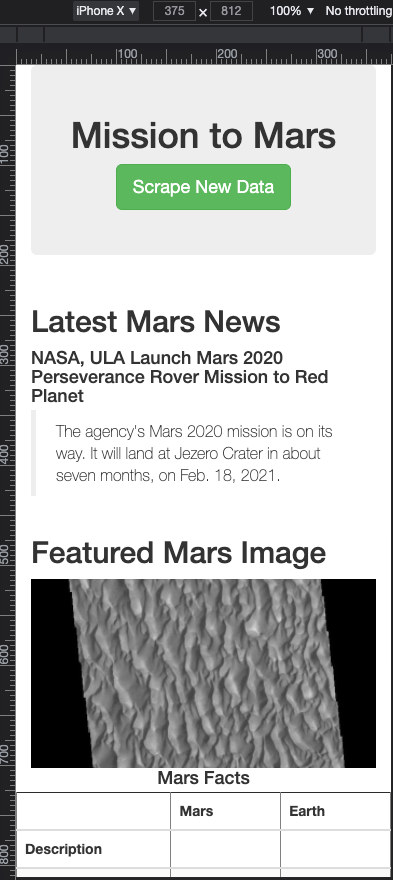 iPhone X ▼ 375 × 812 100% ▼ No throttling
100 200 300
100
200
300
400
500
600
700
800
Mission to Mars
Scrape New Data
Latest Mars News
NASA, ULA Launch Mars 2020
Perseverance Rover Mission to Red
Planet
The agency's Mars 2020 mission is on its
way. It will land at Jezero Crater in about
seven months, on Feb. 18, 2021.
Featured Mars Image
Mars Facts
Mars Earth
Description